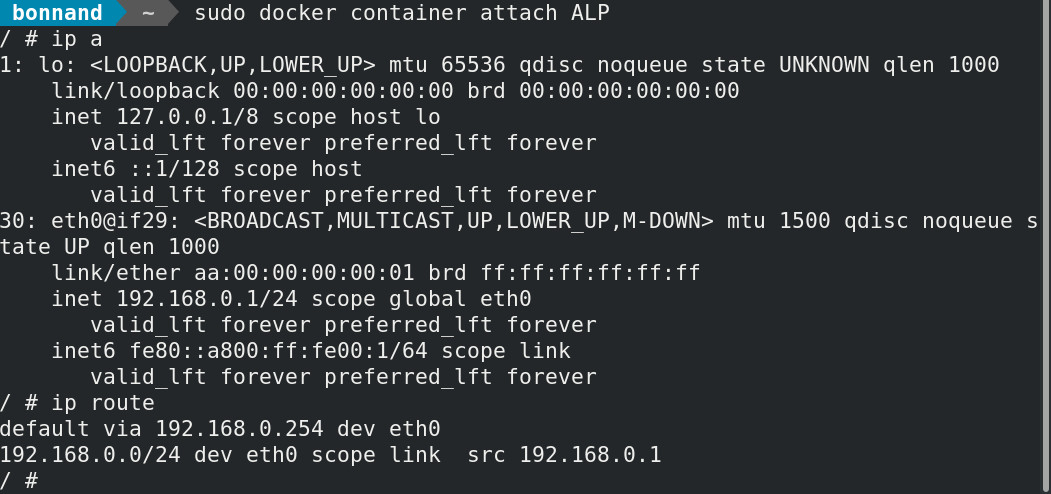 bonnand ~ sudo docker container attach ALP
/ # ip a
1: lo: <LOOPBACK,UP,LOWER_UP> mtu 65536 qdisc noqueue state UNKNOWN qlen 1000
    link/loopback 00:00:00:00:00:00 brd 00:00:00:00:00:00
    inet 127.0.0.1/8 scope host lo
       valid_lft forever preferred_lft forever
    inet6 ::1/128 scope host
       valid_lft forever preferred_lft forever
30: eth0@if29: <BROADCAST,MULTICAST,UP,LOWER_UP,M-DOWN> mtu 1500 qdisc noqueue s
tate UP qlen 1000
    link/ether aa:00:00:00:00:01 brd ff:ff:ff:ff:ff:ff
    inet 192.168.0.1/24 scope global eth0
       valid_lft forever preferred_lft forever
    inet6 fe80::a800:ff:fe00:1/64 scope link
       valid_lft forever preferred_lft forever
/ # ip route
default via 192.168.0.254 dev eth0
192.168.0.0/24 dev eth0 scope link  src 192.168.0.1
/ #